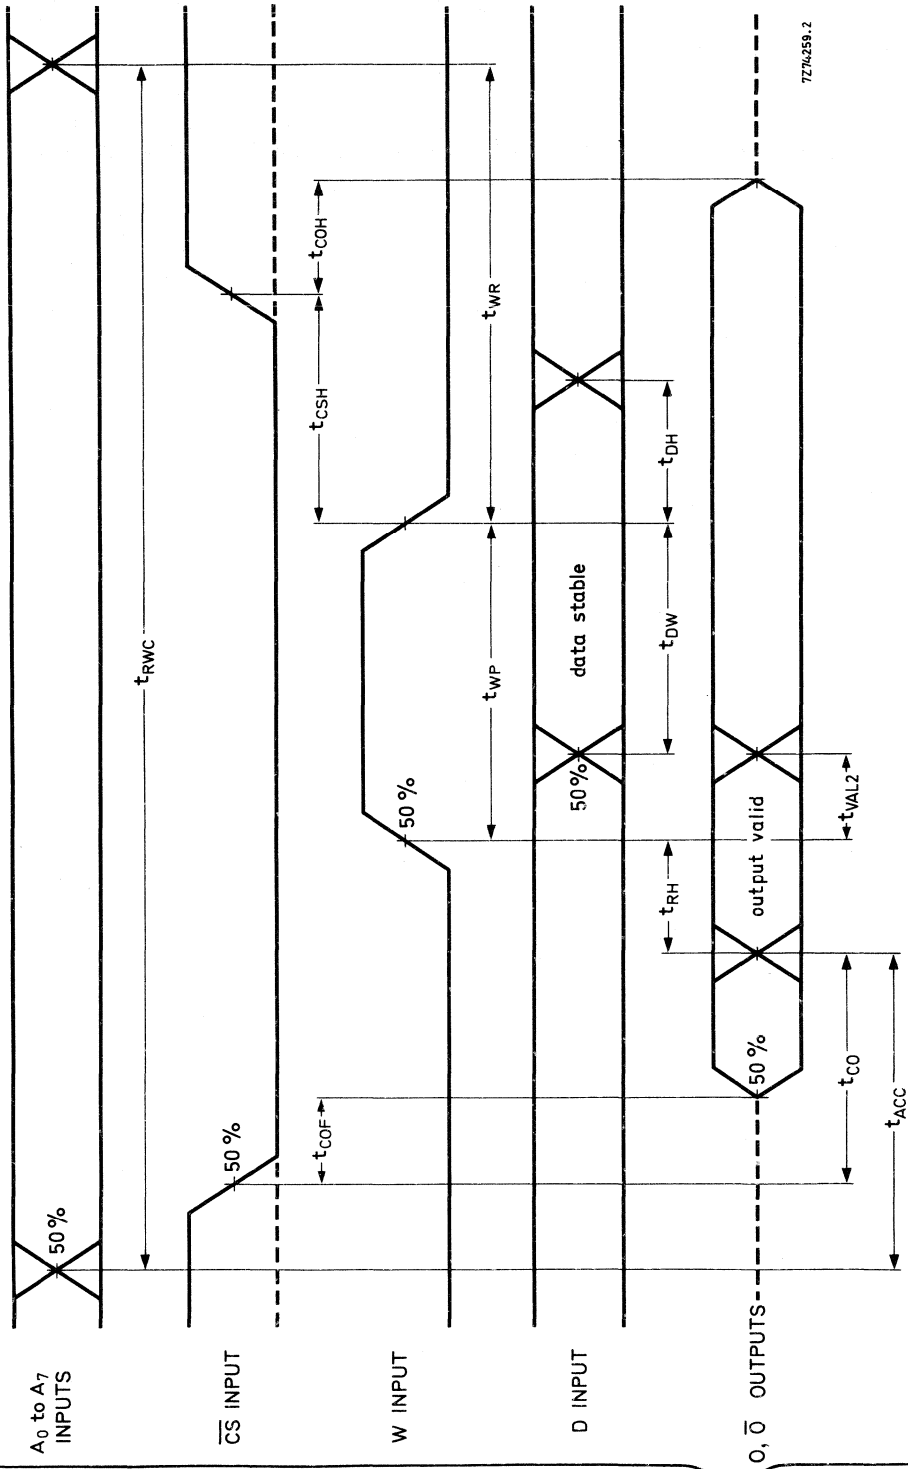 A0 to A7
INPUTS
50%
tRWC
CS INPUT
50%
tCOF
tCSH
tCOH
W INPUT
50%
tWP
tWR
D INPUT
50%
data stable
tRH
tDW
tDH
O, O OUTPUTS
50%
output valid
tCO
tVAL2
tACC
7Z74259.2